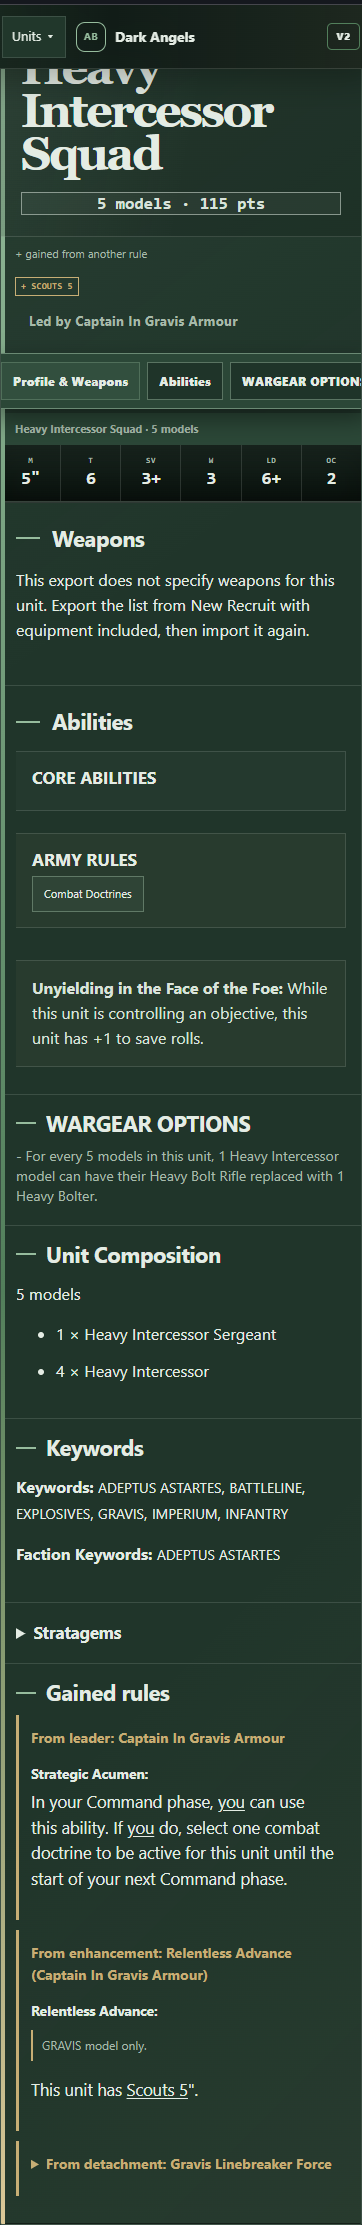 Units ▾ AB Dark Angels V2
Heavy
Intercessor
Squad
5 models · 115 pts
+ gained from another rule
+ SCOUTS 5
Led by Captain In Gravis Armour
Profile & Weapons Abilities WARGEAR OPTION
Heavy Intercessor Squad · 5 models
M T SV W LD OC
5" 6 3+ 3 6+ 2
Weapons
This export does not specify weapons for this
unit. Export the list from New Recruit with
equipment included, then import it again.
Abilities
CORE ABILITIES
ARMY RULES
Combat Doctrines
Unyielding in the Face of the Foe: While
this unit is controlling an objective, this
unit has +1 to save rolls.
WARGEAR OPTIONS
- For every 5 models in this unit, 1 Heavy Intercessor
model can have their Heavy Bolt Rifle replaced with 1
Heavy Bolter.
Unit Composition
5 models
• 1 × Heavy Intercessor Sergeant
• 4 × Heavy Intercessor
Keywords
Keywords: ADEPTUS ASTARTES, BATTLELINE,
EXPLOSIVES, GRAVIS, IMPERIUM, INFANTRY
Faction Keywords: ADEPTUS ASTARTES
▶ Stratagems
Gained rules
From leader: Captain In Gravis Armour
Strategic Acumen:
In your Command phase, you can use
this ability. If you do, select one combat
doctrine to be active for this unit until the
start of your next Command phase.
From enhancement: Relentless Advance
(Captain In Gravis Armour)
Relentless Advance:
GRAVIS model only.
This unit has Scouts 5".
▶ From detachment: Gravis Linebreaker Force